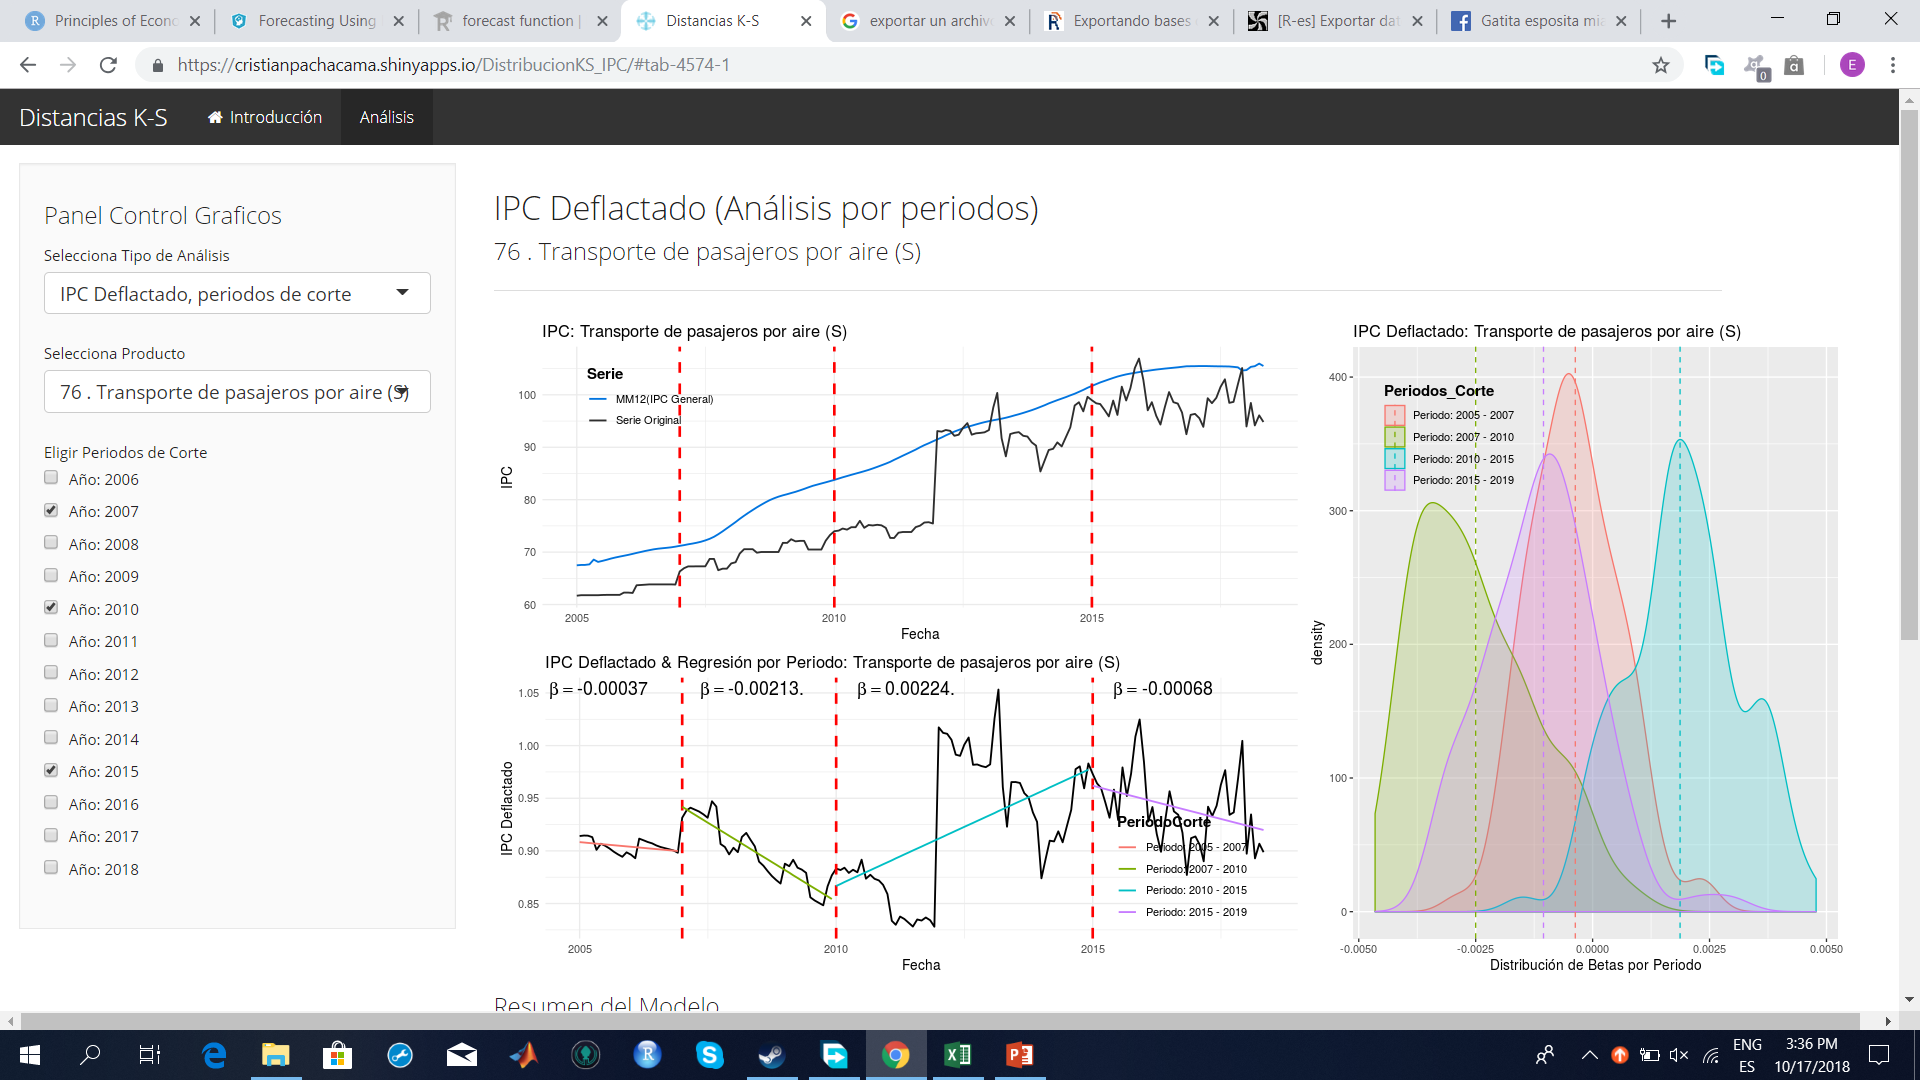 Principles of Econo
Forecasting Using
forecast function |
Distancias K-S
exportar un archivo
Exportando bases
[R-es] Exportar dat
Gatita esposita mia
https://cristianpachacama.shinyapps.io/DistribucionKS_IPC/#tab-4574-1
0
a
E
Distancias K-S
Introducción
Análisis
Panel Control Graficos
Selecciona Tipo de Análisis
IPC Deflactado, periodos de corte
Selecciona Producto
76 . Transporte de pasajeros por aire (S)
Eligir Periodos de Corte
Año: 2006
Año: 2007
Año: 2008
Año: 2009
Año: 2010
Año: 2011
Año: 2012
Año: 2013
Año: 2014
Año: 2015
Año: 2016
Año: 2017
Año: 2018
IPC Deflactado (Análisis por periodos)
76 . Transporte de pasajeros por aire (S)
IPC: Transporte de pasajeros por aire (S)
Serie
MM12(IPC General)
Serie Original
IPC
100
90
80
70
60
2005
2010
2015
Fecha
IPC Deflactado & Regresión por Periodo: Transporte de pasajeros por aire (S)
β = -0.00037
β = -0.00213.
β = 0.00224.
β = -0.00068
IPC Deflactado
1.05
1.00
0.95
0.90
0.85
PeriodoCorte
Periodo: 2005 - 2007
Periodo: 2007 - 2010
Periodo: 2010 - 2015
Periodo: 2015 - 2019
2005
2010
2015
Fecha
IPC Deflactado: Transporte de pasajeros por aire (S)
Periodos_Corte
Periodo: 2005 - 2007
Periodo: 2007 - 2010
Periodo: 2010 - 2015
Periodo: 2015 - 2019
density
400
300
200
100
0
-0.0050
-0.0025
0.0000
0.0025
0.0050
Distribución de Betas por Periodo
Resumen del Modelo
ENG
ES
3:36 PM
10/17/2018